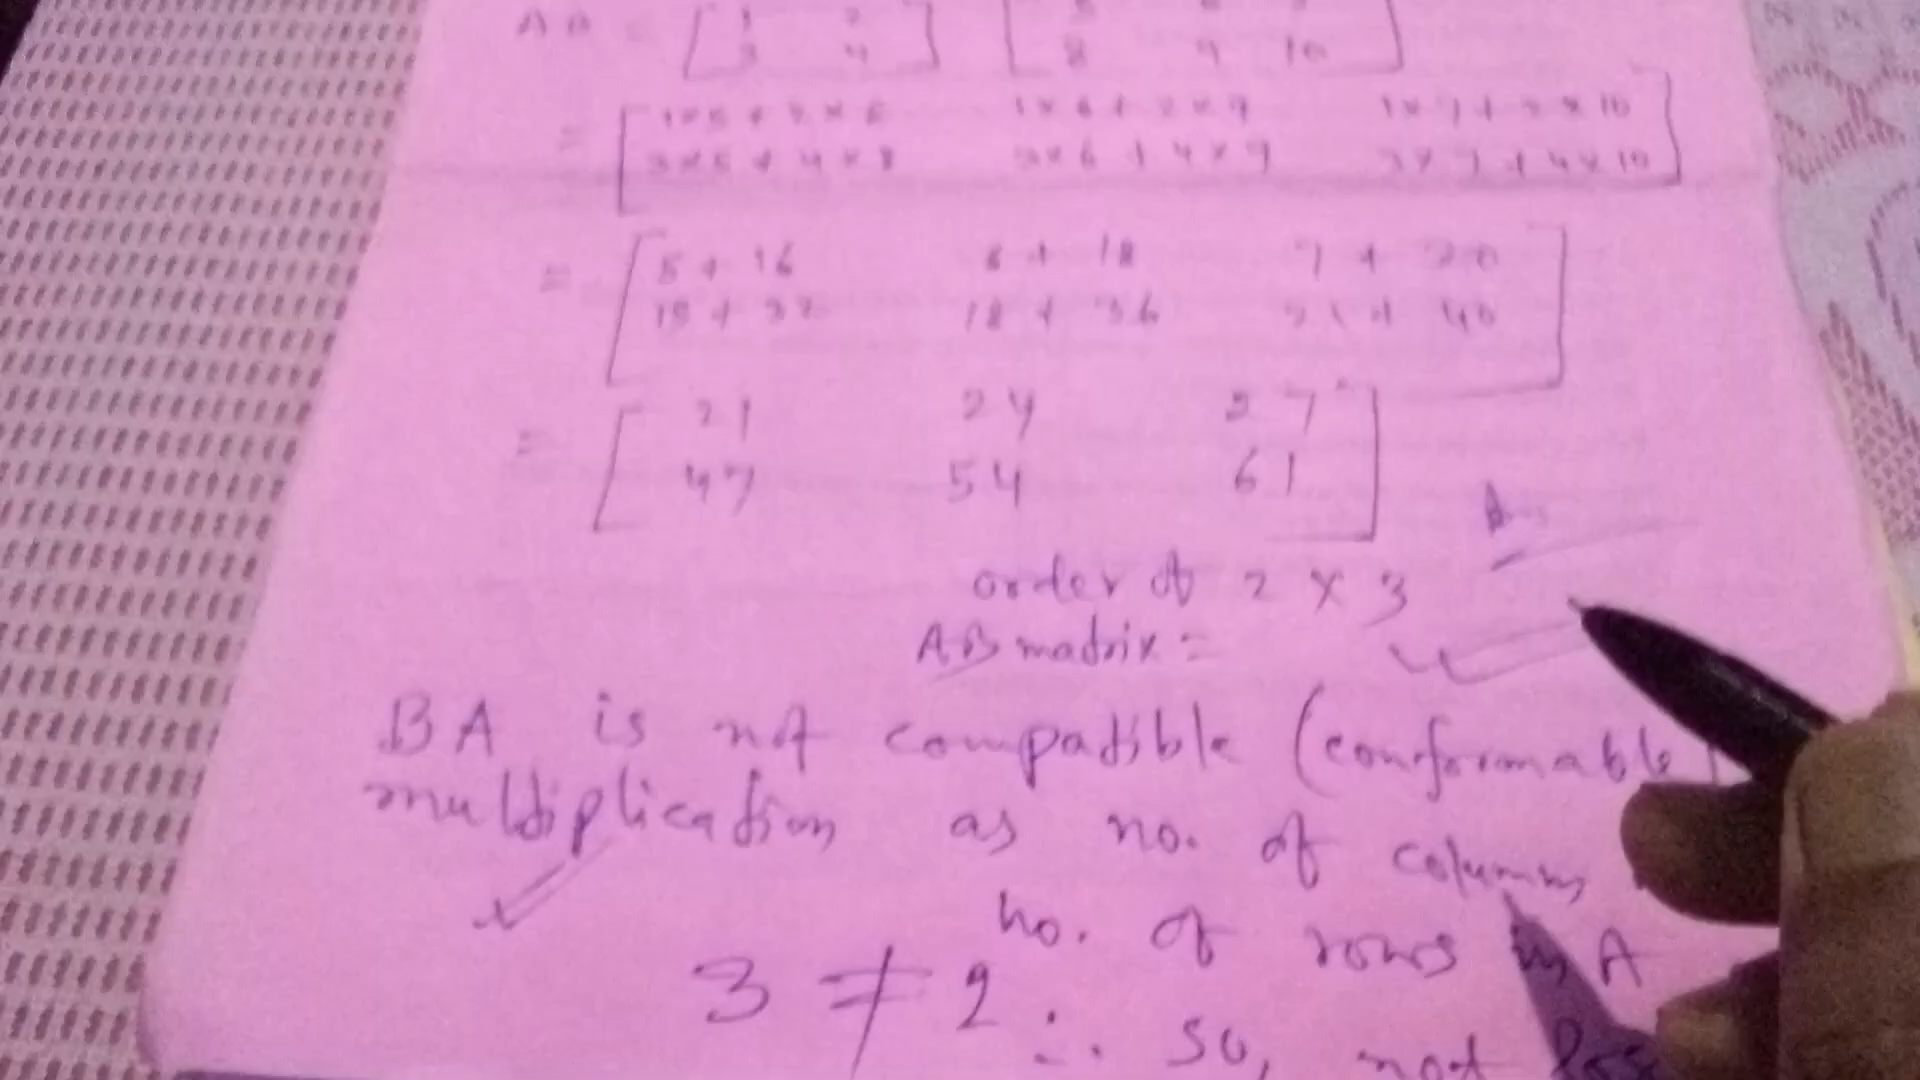 AB = [ 1 2 ] [ 5 6 7 ]
3 4 8 9 10
= [ 1×5 + 2×8 1×6 + 2×9 1×7 + 2×10 ]
3×5 + 4×8 3×6 + 4×9 3×7 + 4×10
= [ 5 + 16 6 + 18 7 + 20 ]
15 + 32 18 + 36 21 + 40
= [ 21 24 27 ]
47 54 61
order of 2 × 3
AB matrix =
BA is not compatible (conformable)
multiplication as no. of columns
no. of rows in A
3 ≠ 2 ∴ so, not